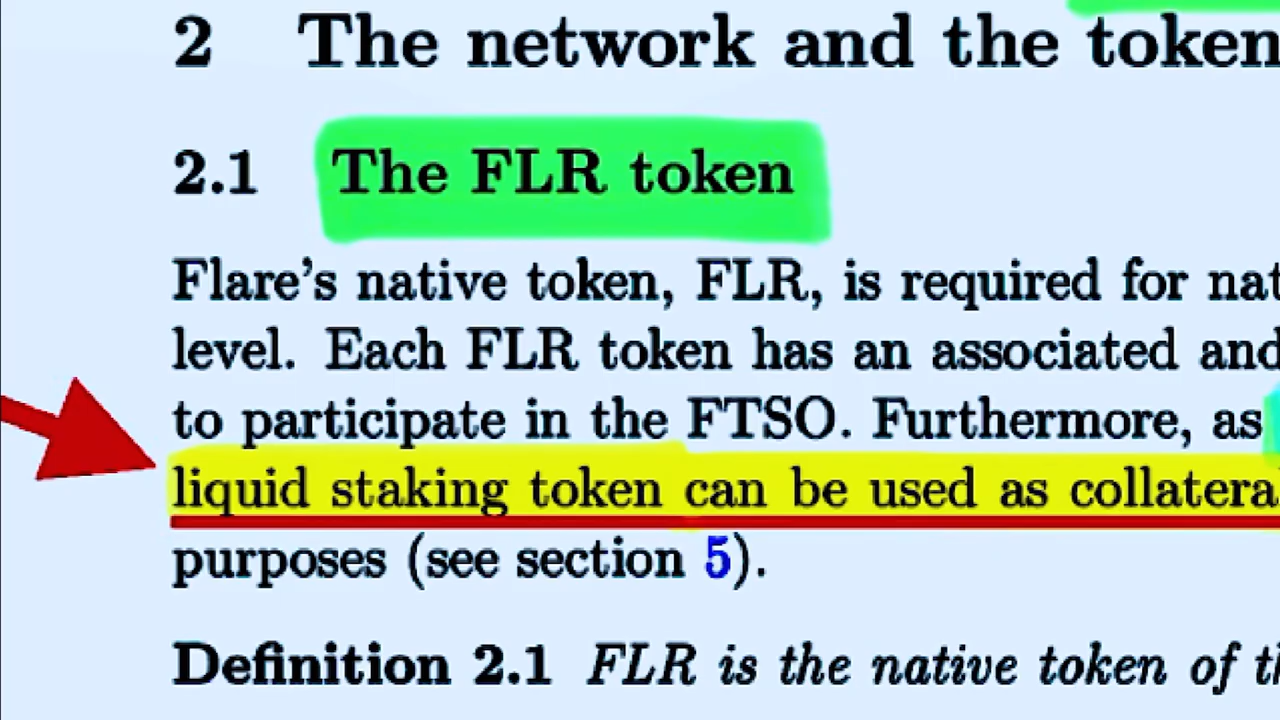 2 The network and the token
2.1 The FLR token
Flare's native token, FLR, is required for nat
level. Each FLR token has an associated and
to participate in the FTSO. Furthermore, as
liquid staking token can be used as collatera
purposes (see section 5).
Definition 2.1 FLR is the native token of th